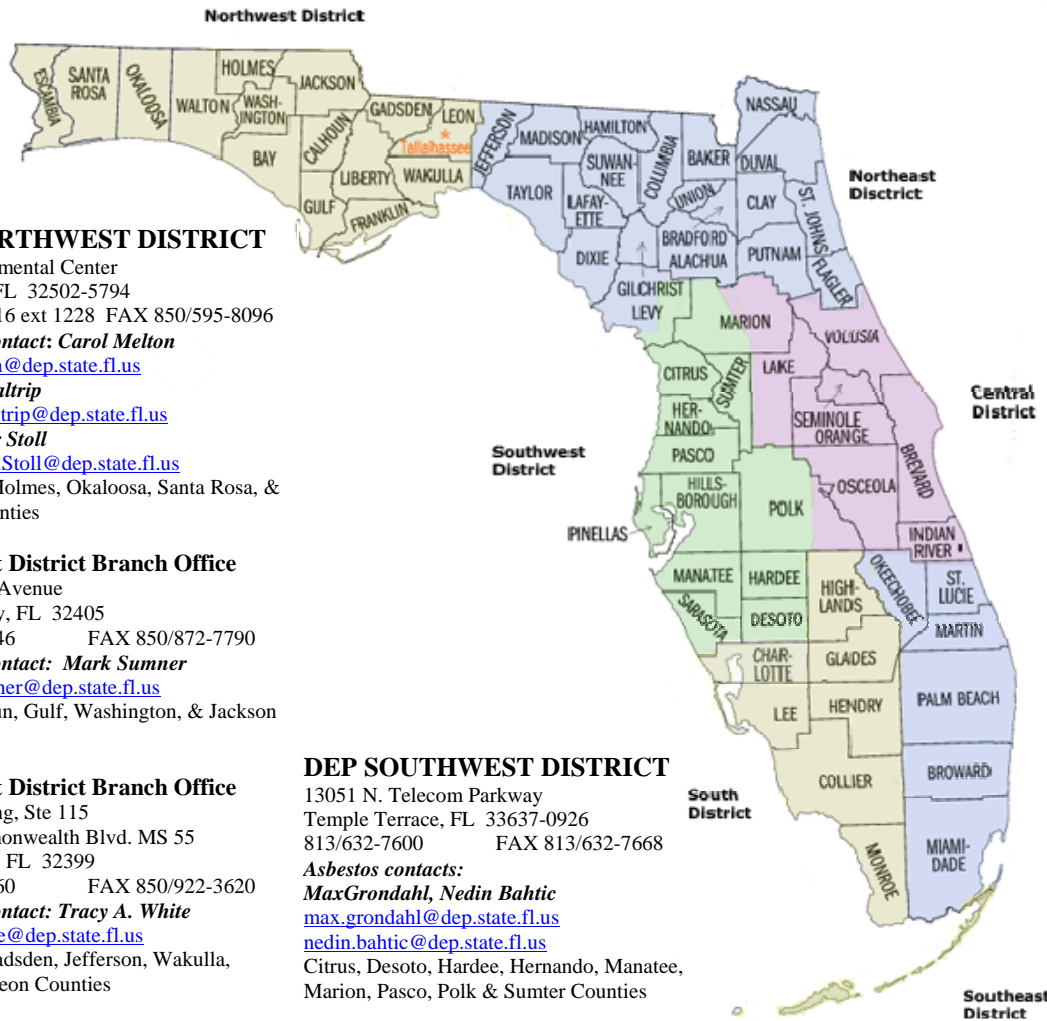 Northwest District
ESCAMBIA
SANTA
ROSA
OKALOOSA
WALTON
HOLMES
WASH-
INGTON
JACKSON
BAY
CALHOUN
GULF
LIBERTY
FRANKLIN
GADSDEN
LEON
Tallalhassee
WAKULLA
JEFFERSON
MADISON
HAMILTON
TAYLOR
SUWAN-
NEE
LAFAY-
ETTE
COLUMBIA
DIXIE
BAKER
UNION
BRADFORD
ALACHUA
GILCHRIST
LEVY
NASSAU
DUVAL
CLAY
ST. JOHNS
PUTNAM
FLAGLER
Northeast
Disctrict
MARION
VOLUSIA
CITRUS
SUMTER
LAKE
HER-
NANDO
SEMINOLE
ORANGE
PASCO
HILLS-
BOROUGH
PINELLAS
POLK
OSCEOLA
BREVARD
INDIAN
RIVER
Central
District
Southwest
District
MANATEE
HARDEE
SARASOTA
DESOTO
HIGH-
LANDS
OKEECHOBEE
ST.
LUCIE
MARTIN
CHAR-
LOTTE
GLADES
LEE
HENDRY
PALM BEACH
COLLIER
BROWARD
MONROE
MIAMI-
DADE
South
District
Southeast
District
RTHWEST DISTRICT
mental Center
FL 32502-5794
16 ext 1228 FAX 850/595-8096
ontact: Carol Melton
n@dep.state.fl.us
altrip
trip@dep.state.fl.us
Stoll
.Stoll@dep.state.fl.us
Holmes, Okaloosa, Santa Rosa, &
nties
t District Branch Office
Avenue
y, FL 32405
46 FAX 850/872-7790
ontact: Mark Sumner
ner@dep.state.fl.us
un, Gulf, Washington, & Jackson
t District Branch Office
ng, Ste 115
monwealth Blvd. MS 55
FL 32399
60 FAX 850/922-3620
ontact: Tracy A. White
e@dep.state.fl.us
adsden, Jefferson, Wakulla,
eon Counties
DEP SOUTHWEST DISTRICT
13051 N. Telecom Parkway
Temple Terrace, FL 33637-0926
813/632-7600 FAX 813/632-7668
Asbestos contacts:
MaxGrondahl, Nedin Bahtic
max.grondahl@dep.state.fl.us
nedin.bahtic@dep.state.fl.us
Citrus, Desoto, Hardee, Hernando, Manatee,
Marion, Pasco, Polk & Sumter Counties